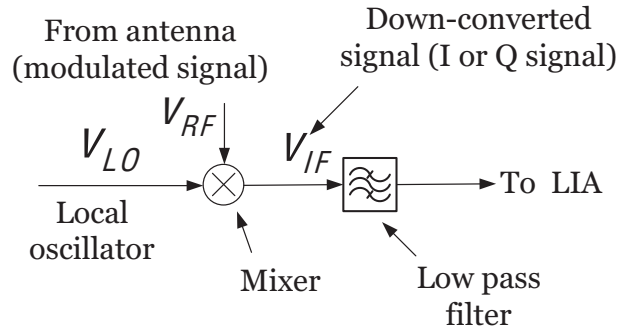 From antenna
(modulated signal)
Down-converted
signal (I or Q signal)
V_RF
V_LO
V_IF
To LIA
Local
oscillator
Mixer
Low pass
filter